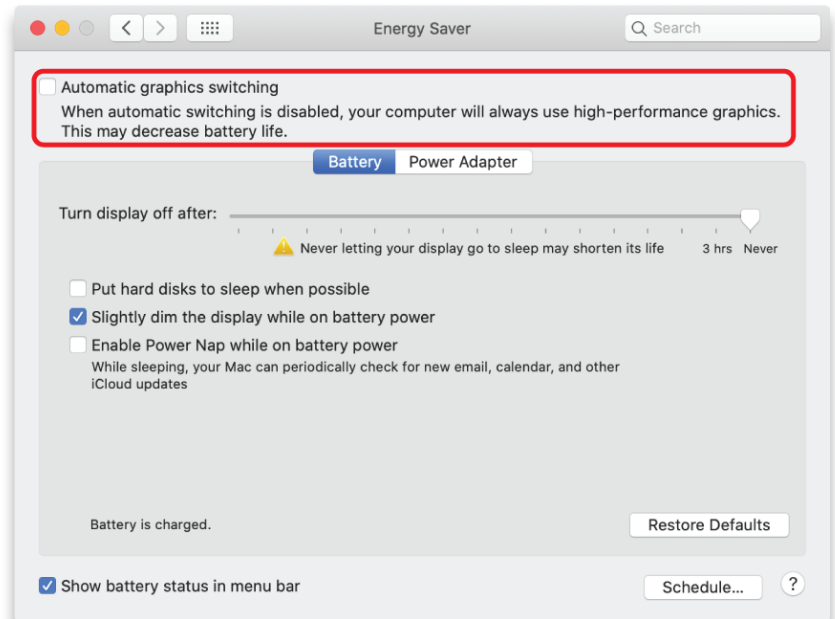 Energy Saver
Search
Automatic graphics switching
When automatic switching is disabled, your computer will always use high-performance graphics.
This may decrease battery life.
Battery
Power Adapter
Turn display off after:
Never letting your display go to sleep may shorten its life
3 hrs
Never
Put hard disks to sleep when possible
Slightly dim the display while on battery power
Enable Power Nap while on battery power
While sleeping, your Mac can periodically check for new email, calendar, and other
iCloud updates
Battery is charged.
Restore Defaults
Show battery status in menu bar
Schedule...
?